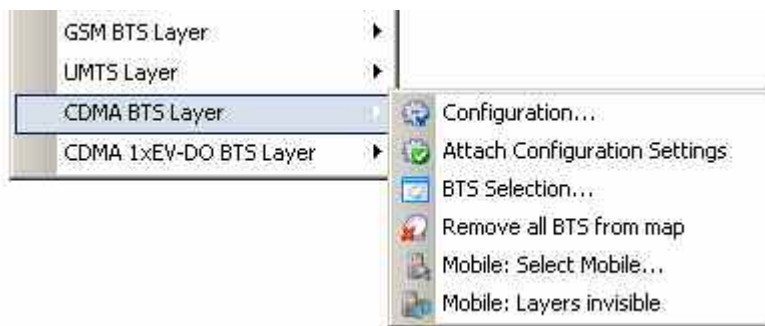 GSM BTS Layer
UMTS Layer
CDMA BTS Layer
CDMA 1xEV-DO BTS Layer
Configuration...
Attach Configuration Settings
BTS Selection...
Remove all BTS from map
Mobile: Select Mobile...
Mobile: Layers invisible